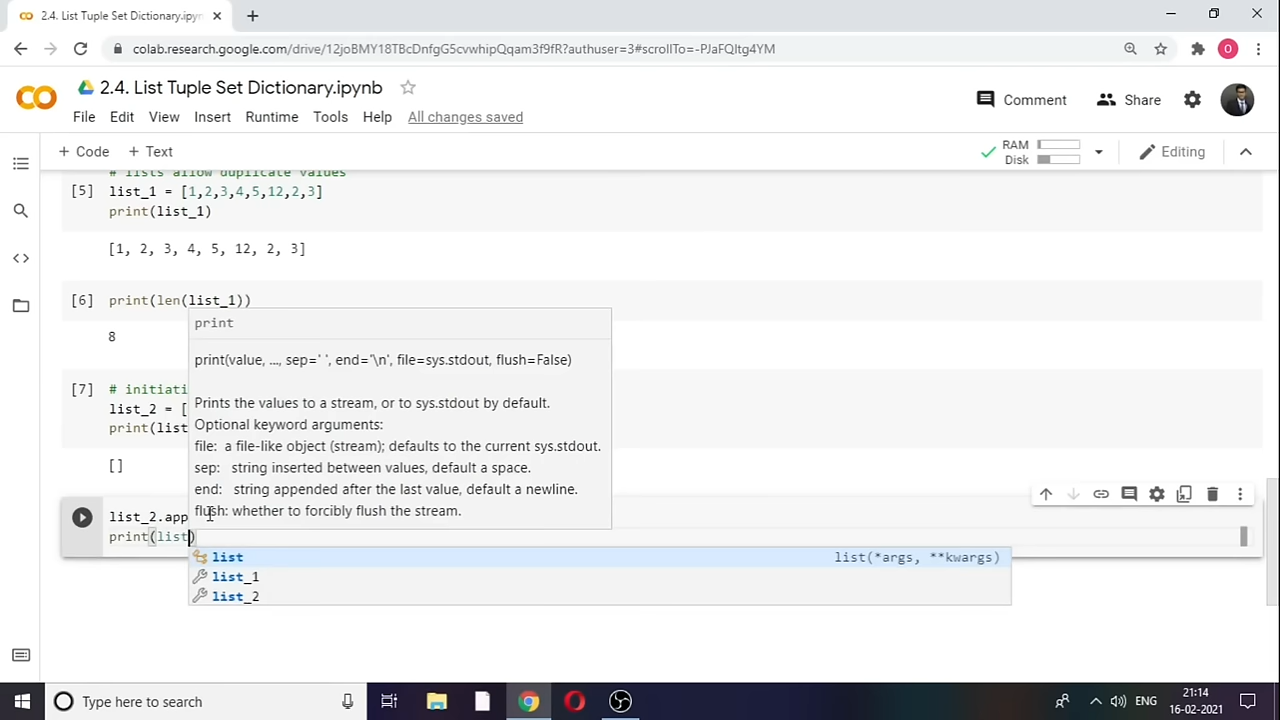 2.4. List Tuple Set Dictionary.ipyn
colab.research.google.com/drive/12joBMY18TBcDnfgG5cvwhipQqam3f9fR?authuser=3#scrollTo=-PJaFQltg4YM
O
2.4. List Tuple Set Dictionary.ipynb
Comment
Share
File Edit View Insert Runtime Tools Help All changes saved
+ Code + Text
RAM
Disk
Editing
# lists allow duplicate values
[5] list_1 = [1,2,3,4,5,12,2,3]
print(list_1)
[1, 2, 3, 4, 5, 12, 2, 3]
[6] print(len(list_1))
8
print
print(value, ..., sep=' ', end='\n', file=sys.stdout, flush=False)
Prints the values to a stream, or to sys.stdout by default.
Optional keyword arguments:
file: a file-like object (stream); defaults to the current sys.stdout.
sep: string inserted between values, default a space.
end: string appended after the last value, default a newline.
flush: whether to forcibly flush the stream.
[7] # initiati
list_2 = [
print(list
[]
list_2.app
print(list)
list list(*args, **kwargs)
list_1
list_2
Type here to search
ENG
21:14
16-02-2021